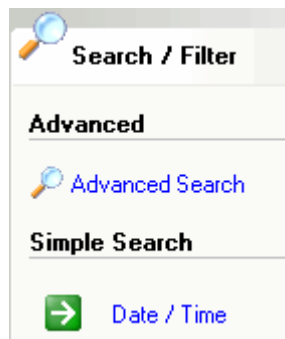 Search / Filter
Advanced
Advanced Search
Simple Search
Date / Time